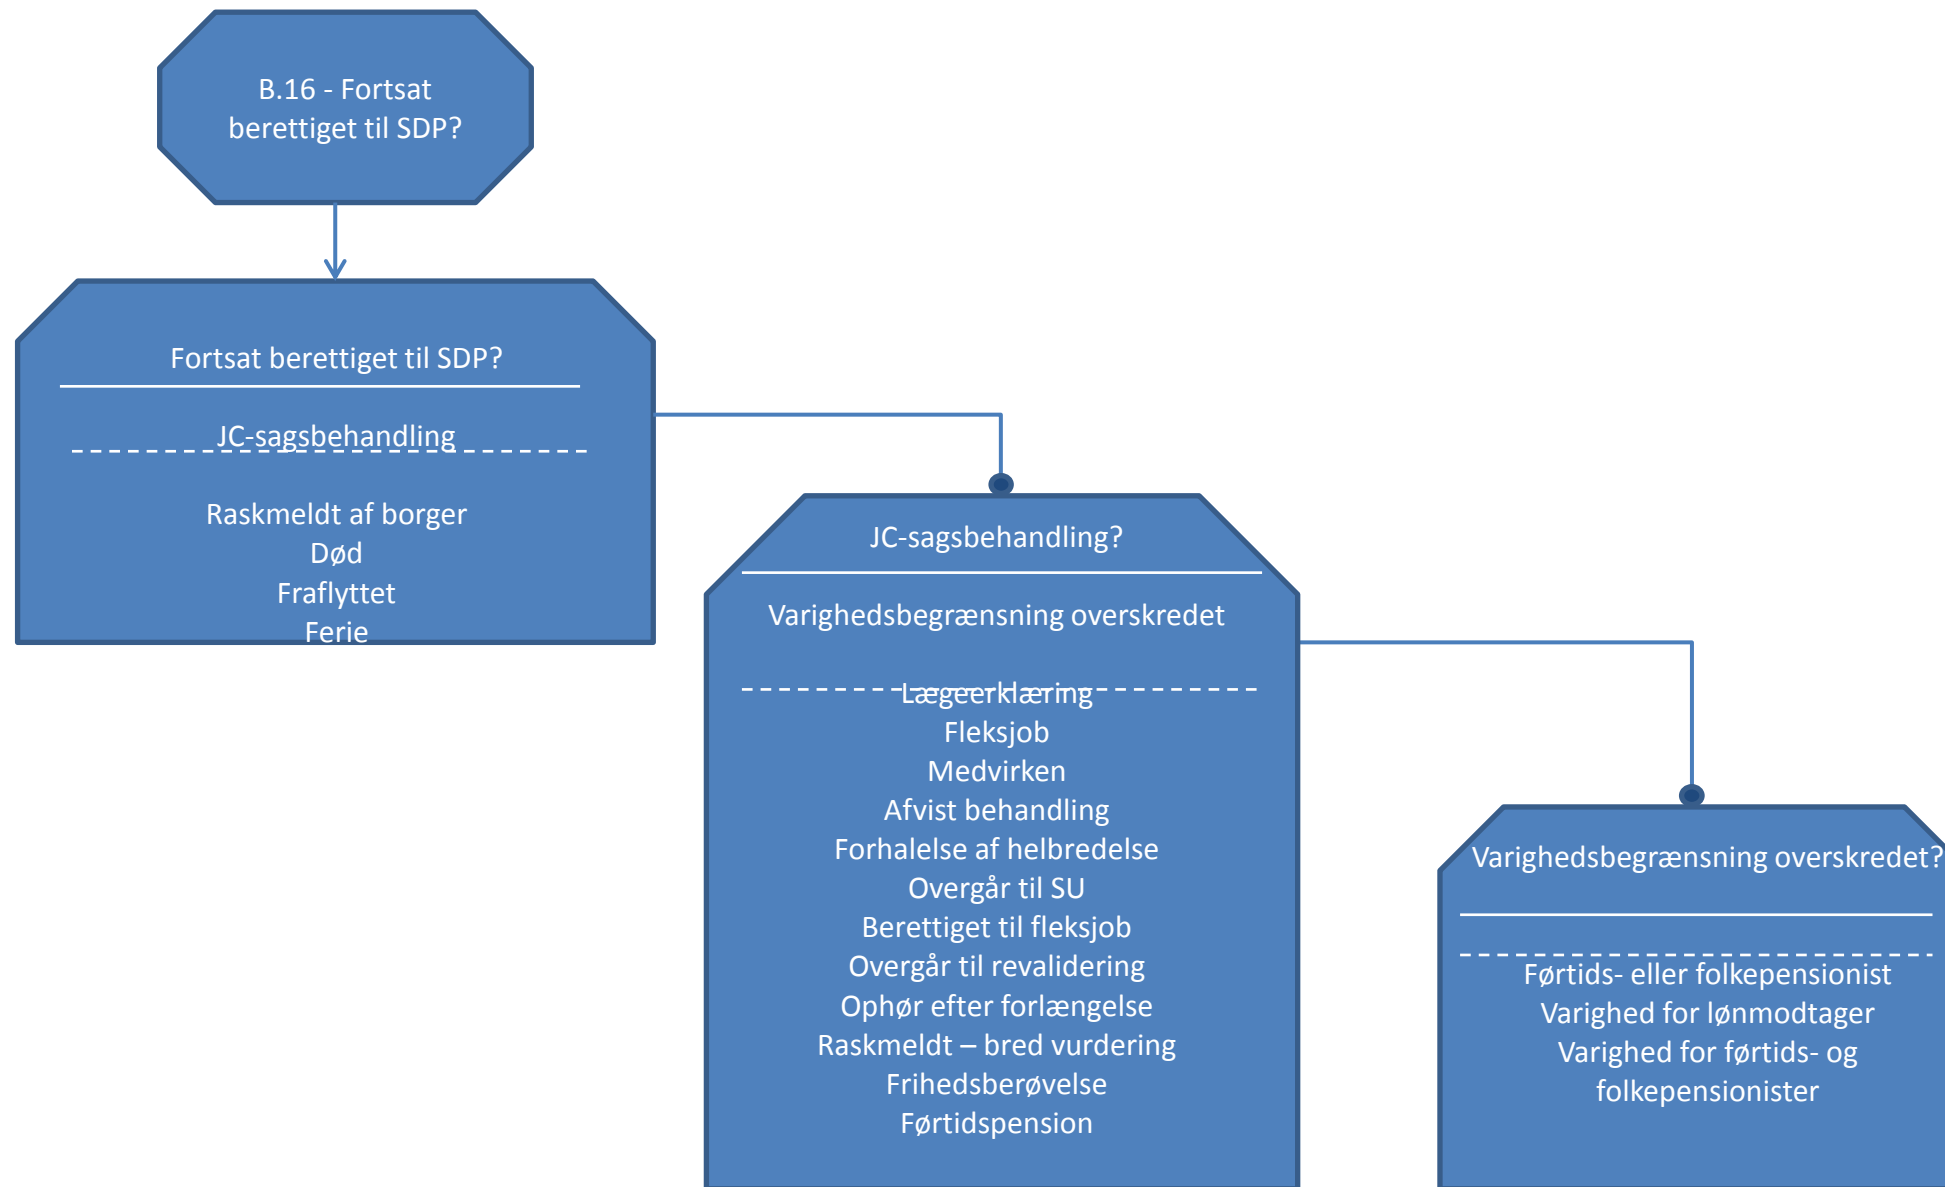 B.16 - Fortsat
berettiget til SDP?
Fortsat berettiget til SDP?
JC-sagsbehandling
Raskmeldt af borger
Død
Fraflyttet
Ferie
JC-sagsbehandling?
Varighedsbegrænsning overskredet
Lægeerklæring
Fleksjob
Medvirken
Afvist behandling
Forhalelse af helbredelse
Overgår til SU
Berettiget til fleksjob
Overgår til revalidering
Ophør efter forlængelse
Raskmeldt – bred vurdering
Frihedsberøvelse
Førtidspension
Varighedsbegrænsning overskredet?
Førtids- eller folkepensionist
Varighed for lønmodtager
Varighed for førtids- og
folkepensionister